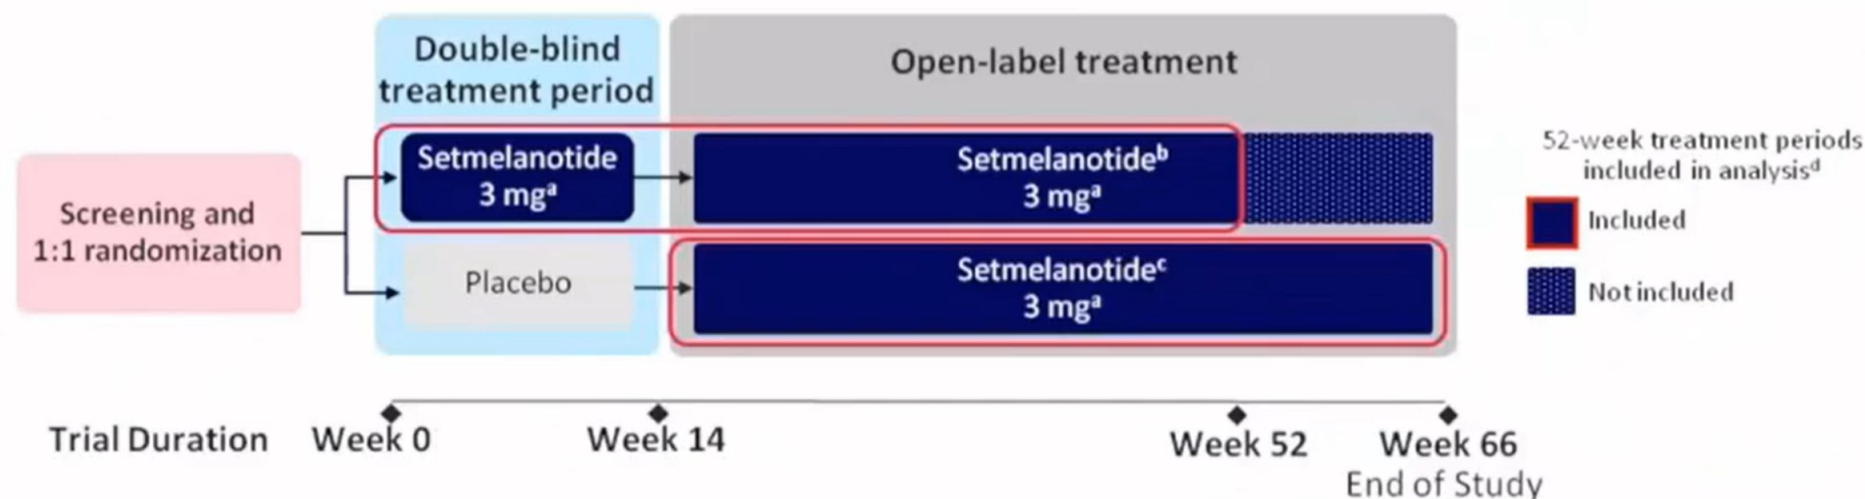 Double-blind
treatment period
Open-label treatment
Screening and
1:1 randomization
Setmelanotide
3 mgᵃ
Setmelanotideᵇ
3 mgᵃ
Placebo
Setmelanotideᶜ
3 mgᵃ
52-week treatment periods
included in analysisᵈ
Included
Not included
Trial Duration
Week 0
Week 14
Week 52
Week 66
End of Study